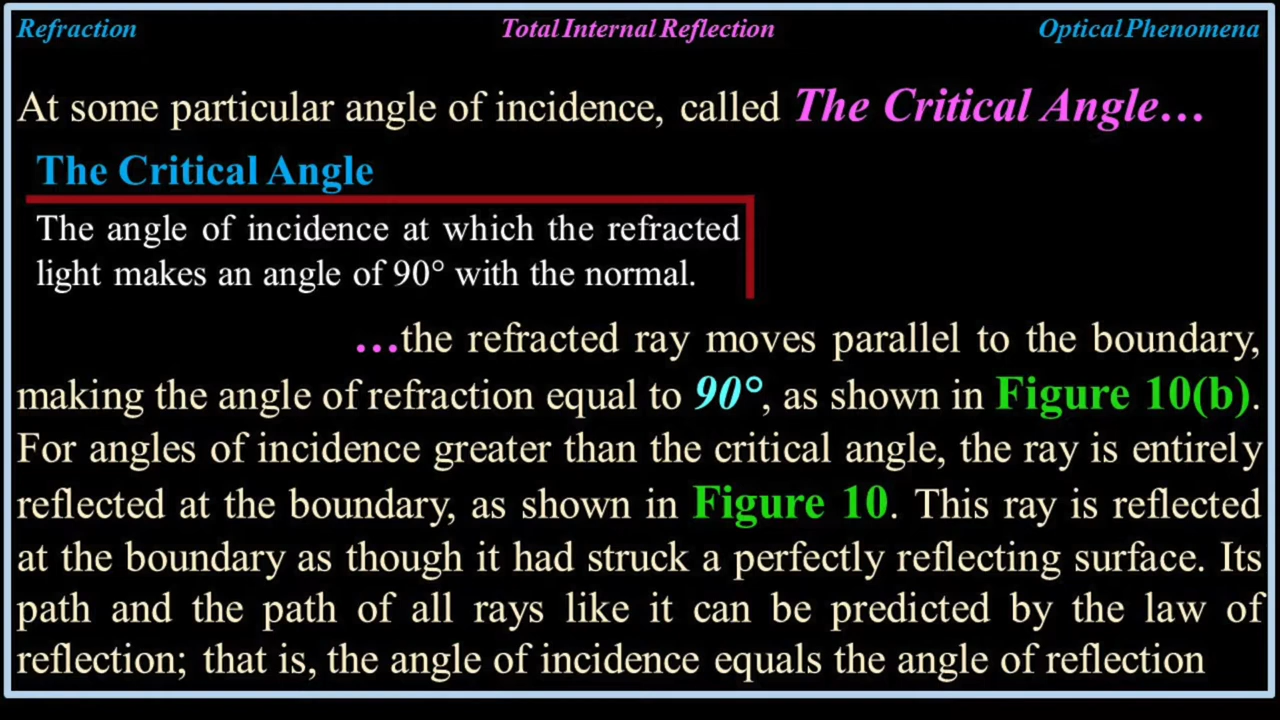 Refraction
Total Internal Reflection
Optical Phenomena
At some particular angle of incidence, called The Critical Angle…
The Critical Angle
The angle of incidence at which the refracted
light makes an angle of 90° with the normal.
…the refracted ray moves parallel to the boundary,
making the angle of refraction equal to 90°, as shown in Figure 10(b).
For angles of incidence greater than the critical angle, the ray is entirely
reflected at the boundary, as shown in Figure 10. This ray is reflected
at the boundary as though it had struck a perfectly reflecting surface. Its
path and the path of all rays like it can be predicted by the law of
reflection; that is, the angle of incidence equals the angle of reflection